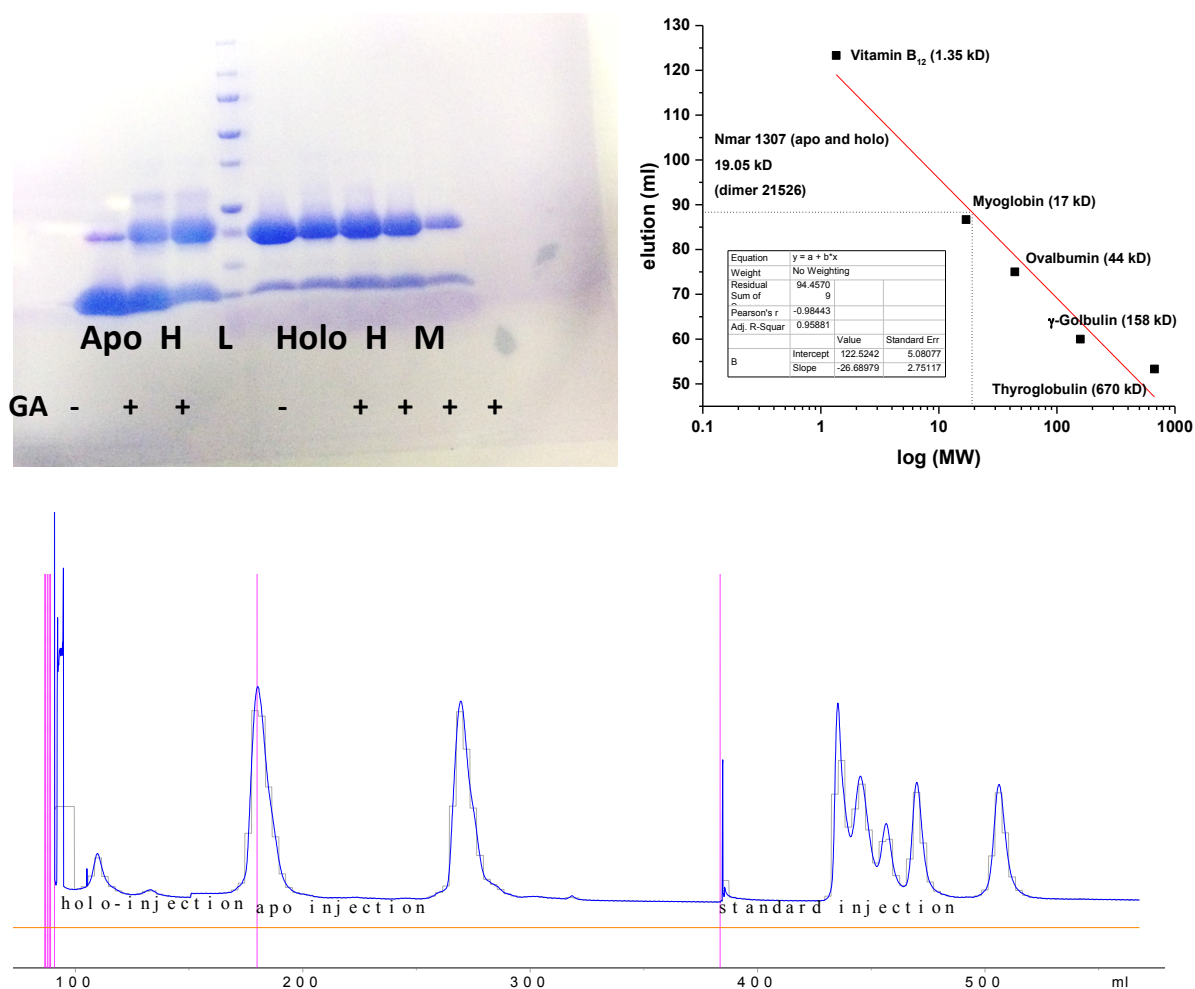 Apo H L Holo H M
GA - + + - + + + +
130
120
110
100
90
80
70
60
50
elution (ml)
Vitamin B12 (1.35 kD)
Nmar 1307 (apo and holo)
19.05 kD
(dimer 21526)
Myoglobin (17 kD)
Ovalbumin (44 kD)
γ-Golbulin (158 kD)
Thyroglobulin (670 kD)
Equation y = a + b*x
Weight No Weighting
Residual Sum of 94.4570 9
Pearson's r -0.98443
Adj. R-Squar 0.95881
Value Standard Err
B Intercept 122.5242 5.08077
Slope -26.68979 2.75117
0.1 1 10 100 1000
log (MW)
holo-injection apo injection standard injection
100 200 300 400 500 ml